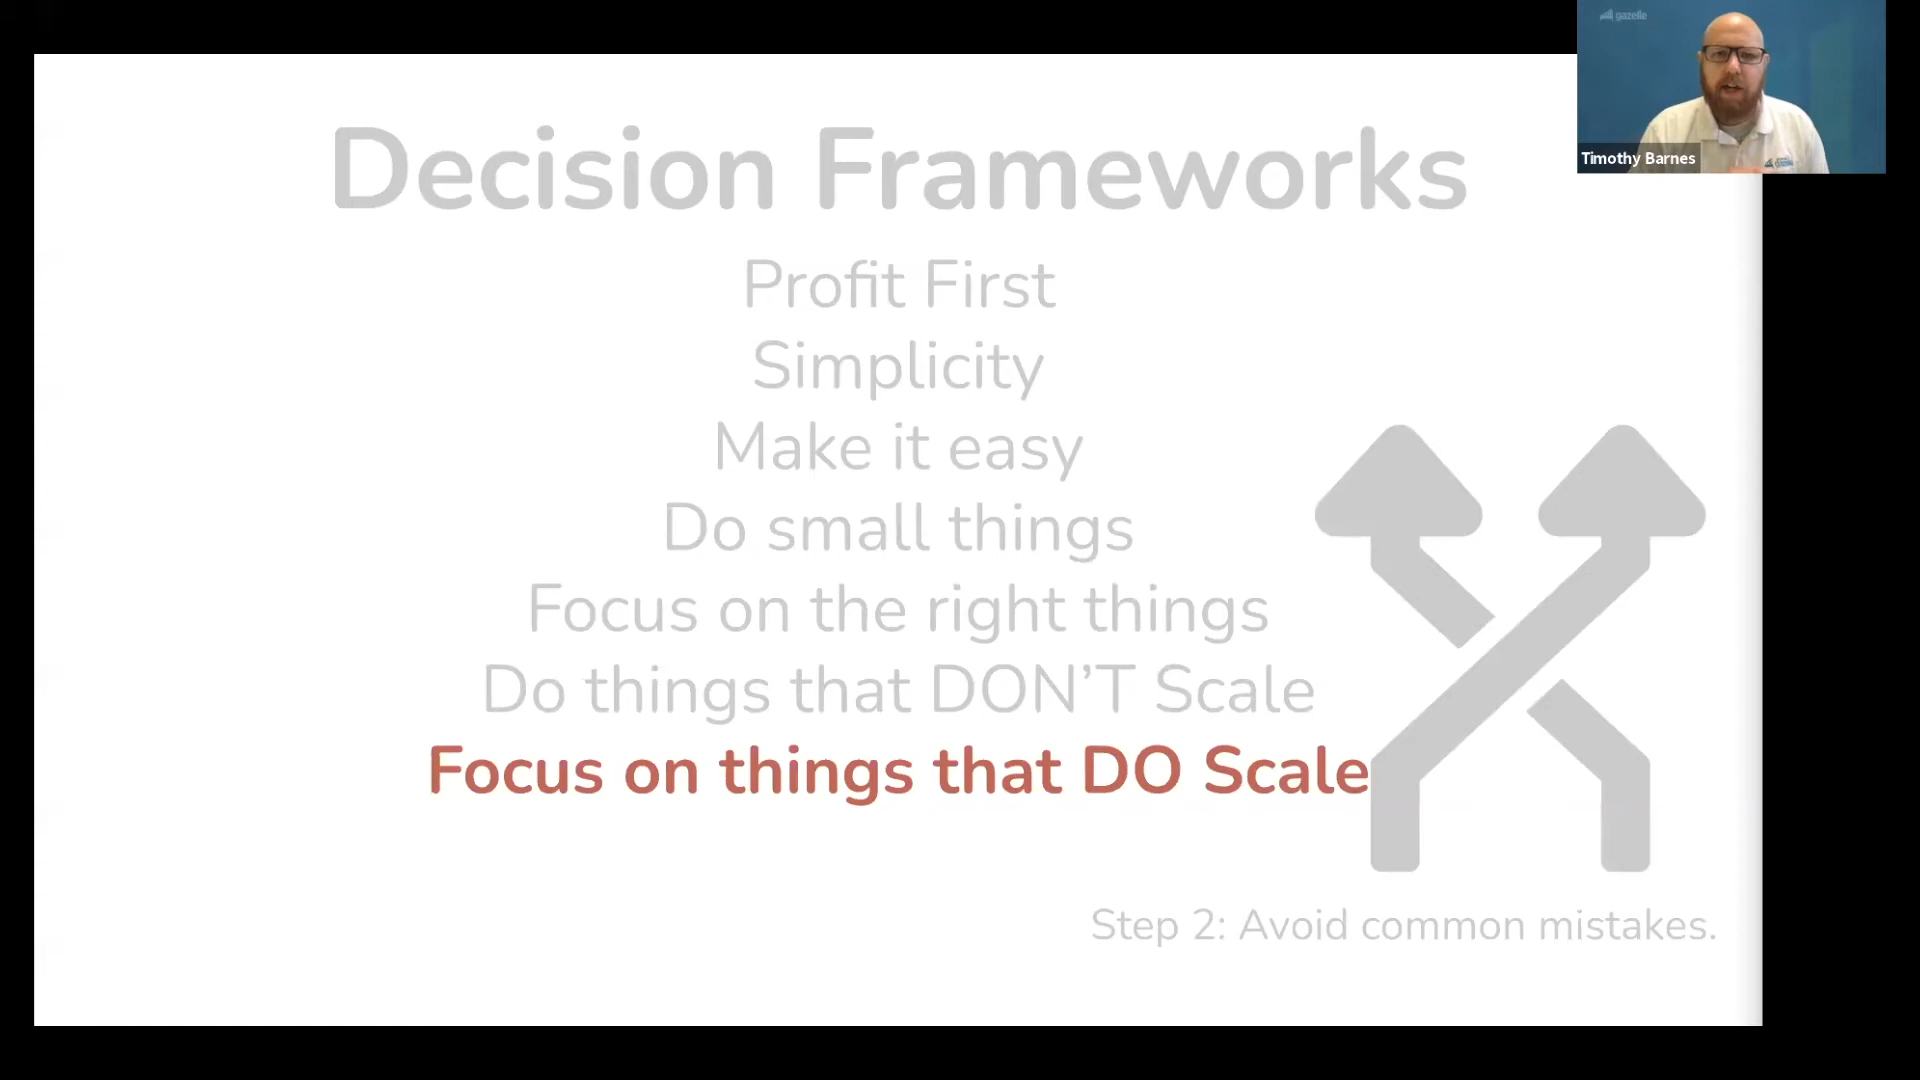 gazelle
Timothy Barnes
Decision Frameworks
Profit First
Simplicity
Make it easy
Do small things
Focus on the right things
Do things that DON’T Scale
Focus on things that DO Scale
Step 2: Avoid common mistakes.